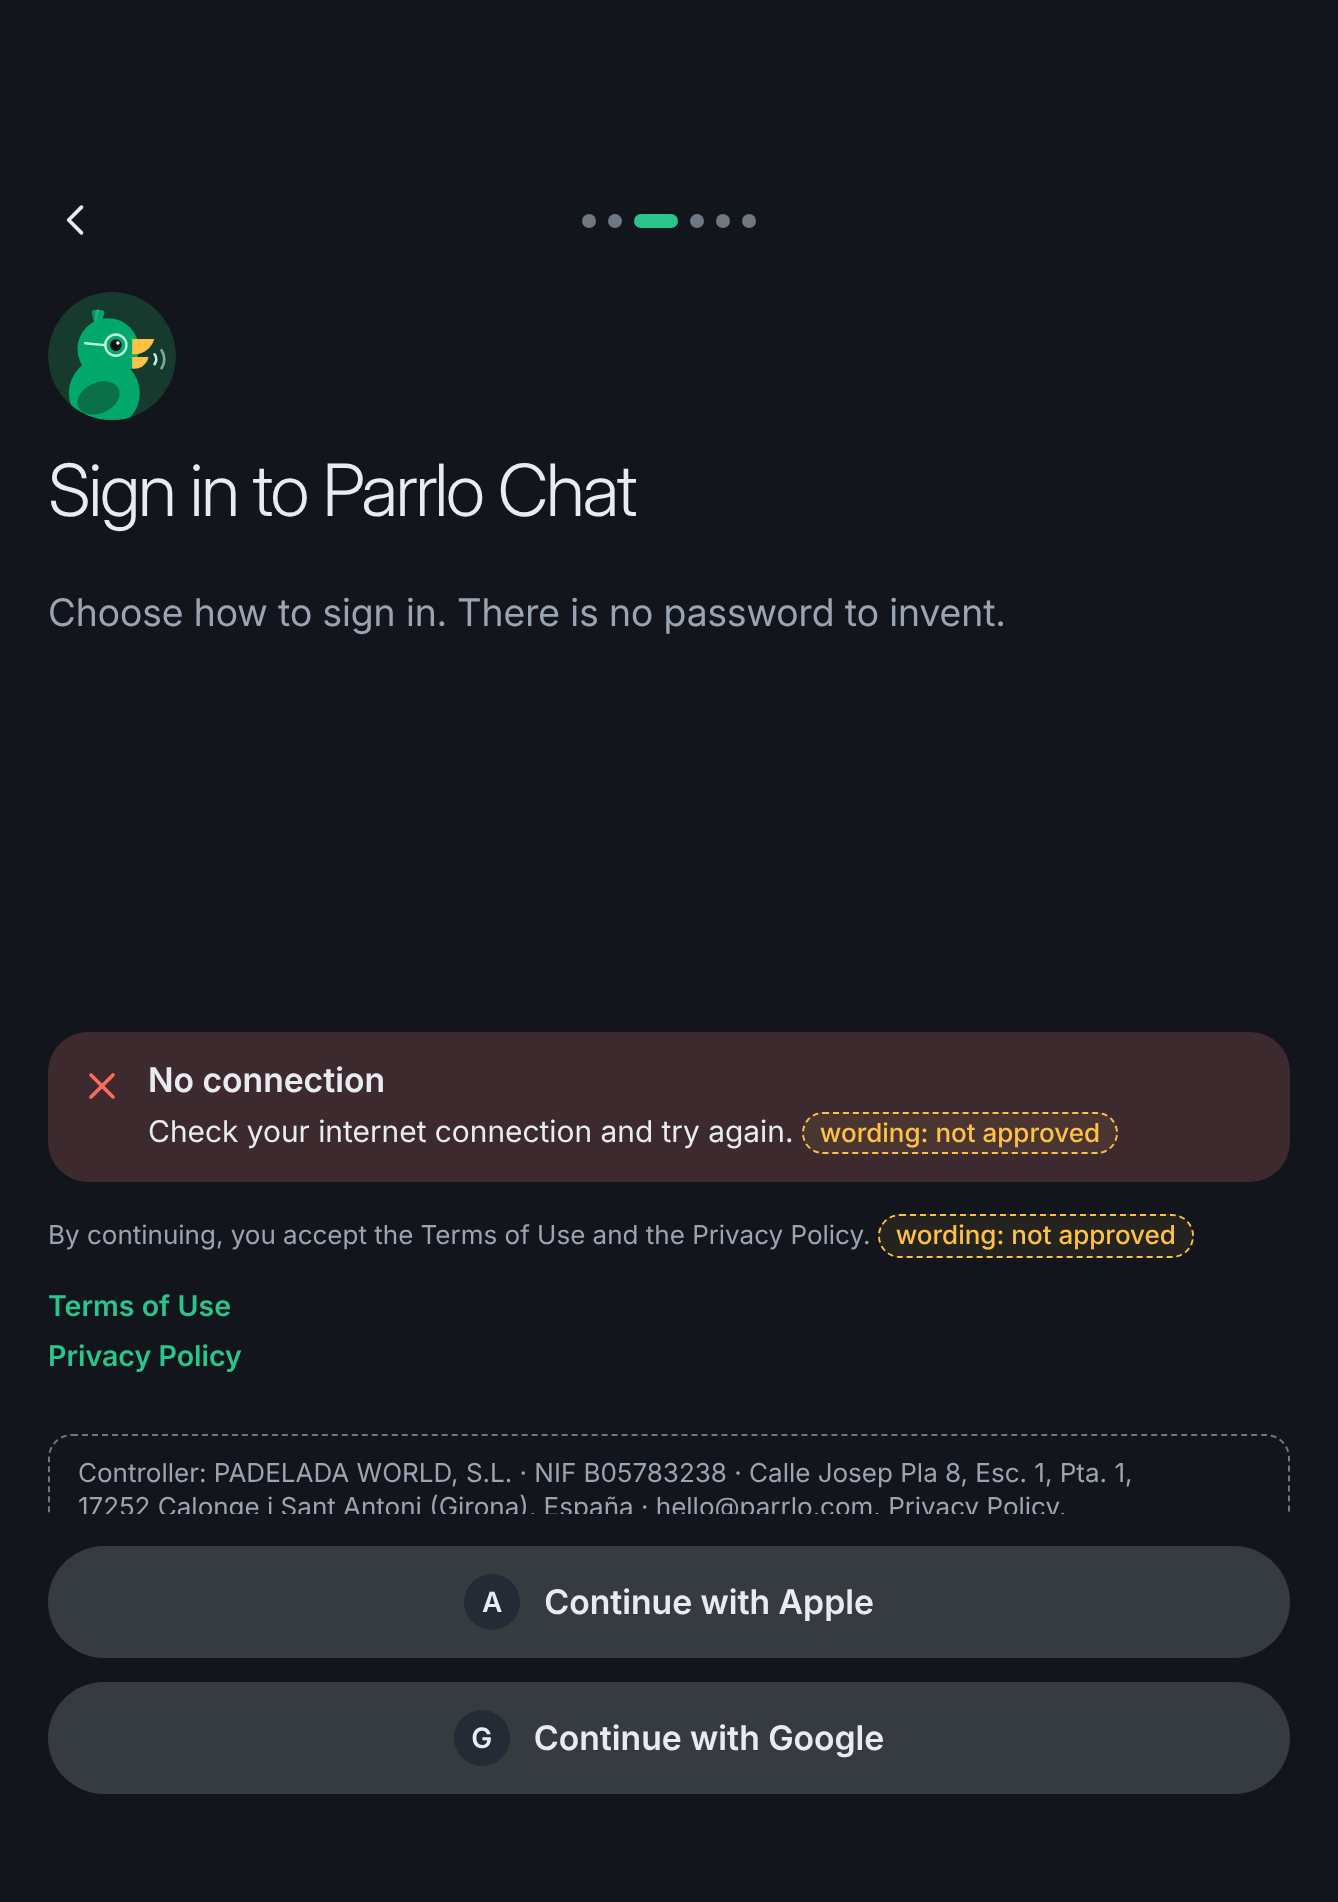 Sign in to Parrlo Chat
Choose how to sign in. There is no password to invent.
No connection
Check your internet connection and try again. wording: not approved
By continuing, you accept the Terms of Use and the Privacy Policy. wording: not approved
Terms of Use
Privacy Policy
Controller: PADELADA WORLD, S.L. · NIF B05783238 · Calle Josep Pla 8, Esc. 1, Pta. 1,
17252 Calonge i Sant Antoni (Girona), España · hello@parrlo.com. Privacy Policy.
A Continue with Apple
G Continue with Google